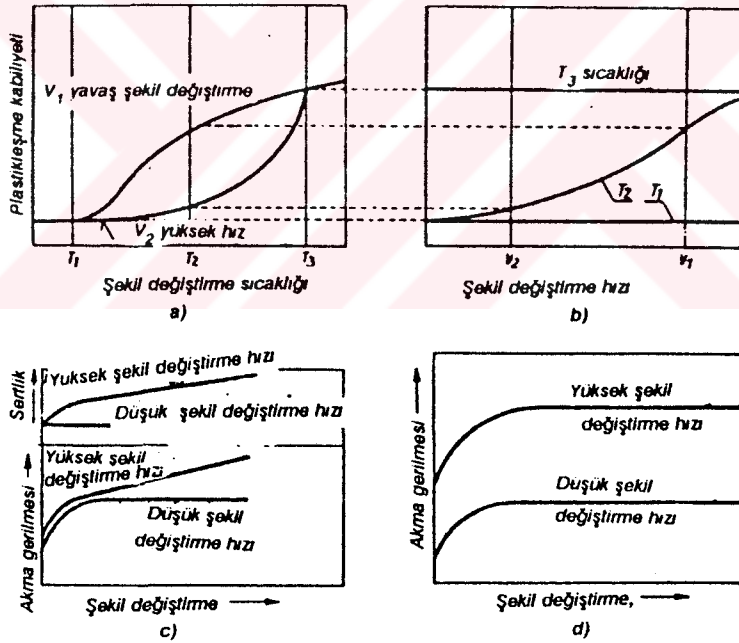 Plastikleşme kabiliyeti
V₁ yavaş şekil değiştirme
V₂ yüksek hız
T₁
T₂
T₃
Şekil değiştirme sıcaklığı
a)
T₃ sıcaklığı
T₂
T₁
V₂
V₁
Şekil değiştirme hızı
b)
Sertlik
Yuksek şekil değiştirme hızı
Düşük şekil değiştirme hızı
Akma gerilmesi
Yüksek şekil
değiştirme hızı
Düşük şekil
değiştirme hızı
Şekil değiştirme
c)
Akma gerilmesi
Yüksek şekil
değiştirme hızı
Düşük şekil
değiştirme hızı
Şekil değiştirme,
d)